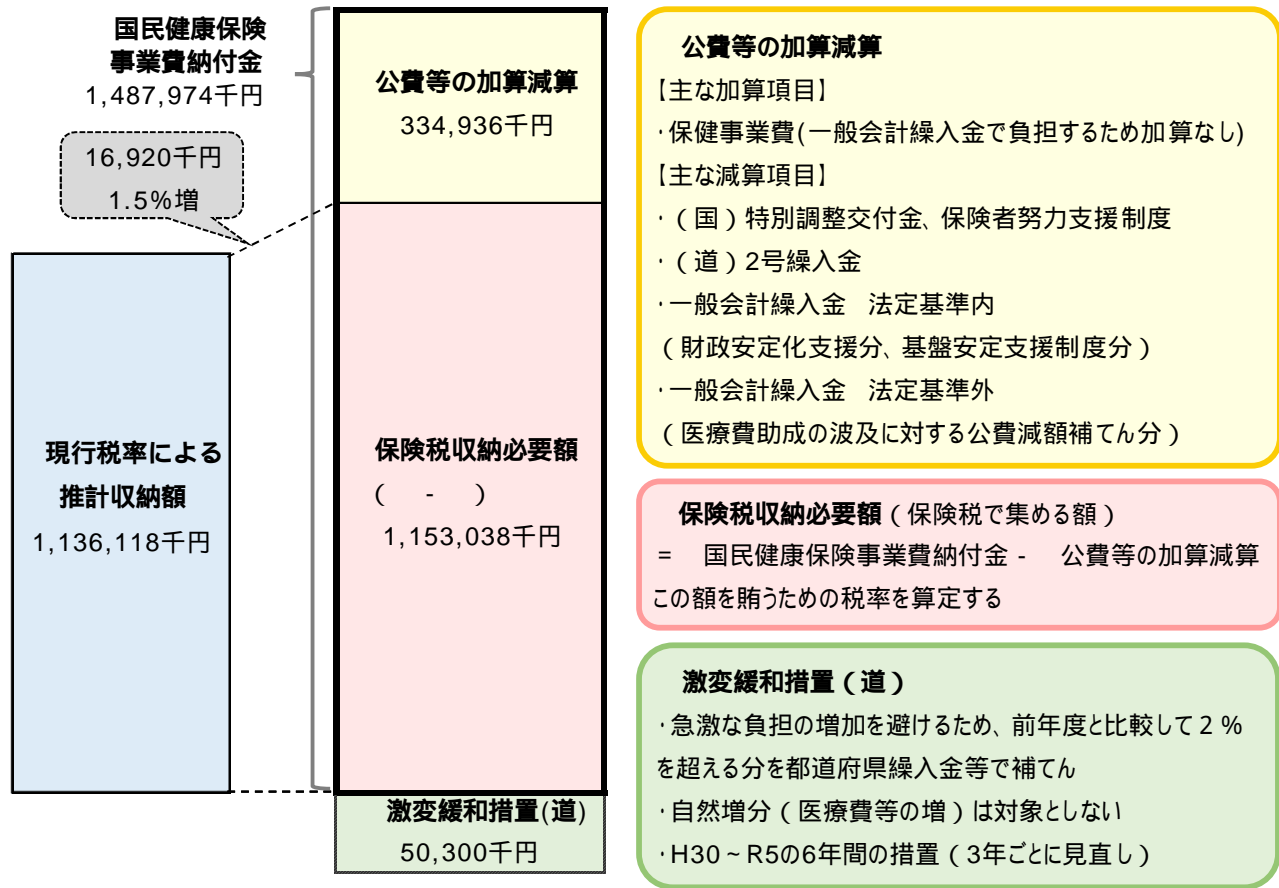 国民健康保険
事業費納付金
1,487,974千円
16,920千円
1.5%増
現行税率による
推計収納額
1,136,118千円
公費等の加算減算
334,936千円
保険税収納必要額
(　-　)
1,153,038千円
激変緩和措置(道)
50,300千円
公費等の加算減算
【主な加算項目】
・保健事業費(一般会計繰入金で負担するため加算なし)
【主な減算項目】
・（国）特別調整交付金、保険者努力支援制度
・（道）2号繰入金
・一般会計繰入金　法定基準内
（財政安定化支援分、基盤安定支援制度分）
・一般会計繰入金　法定基準外
（医療費助成の波及に対する公費減額補てん分）
保険税収納必要額（保険税で集める額）
=　国民健康保険事業費納付金 -　公費等の加算減算
この額を賄うための税率を算定する
激変緩和措置（道）
・急激な負担の増加を避けるため、前年度と比較して２％
を超える分を都道府県繰入金等で補てん
・自然増分（医療費等の増）は対象としない
・H30～R5の6年間の措置（3年ごとに見直し）